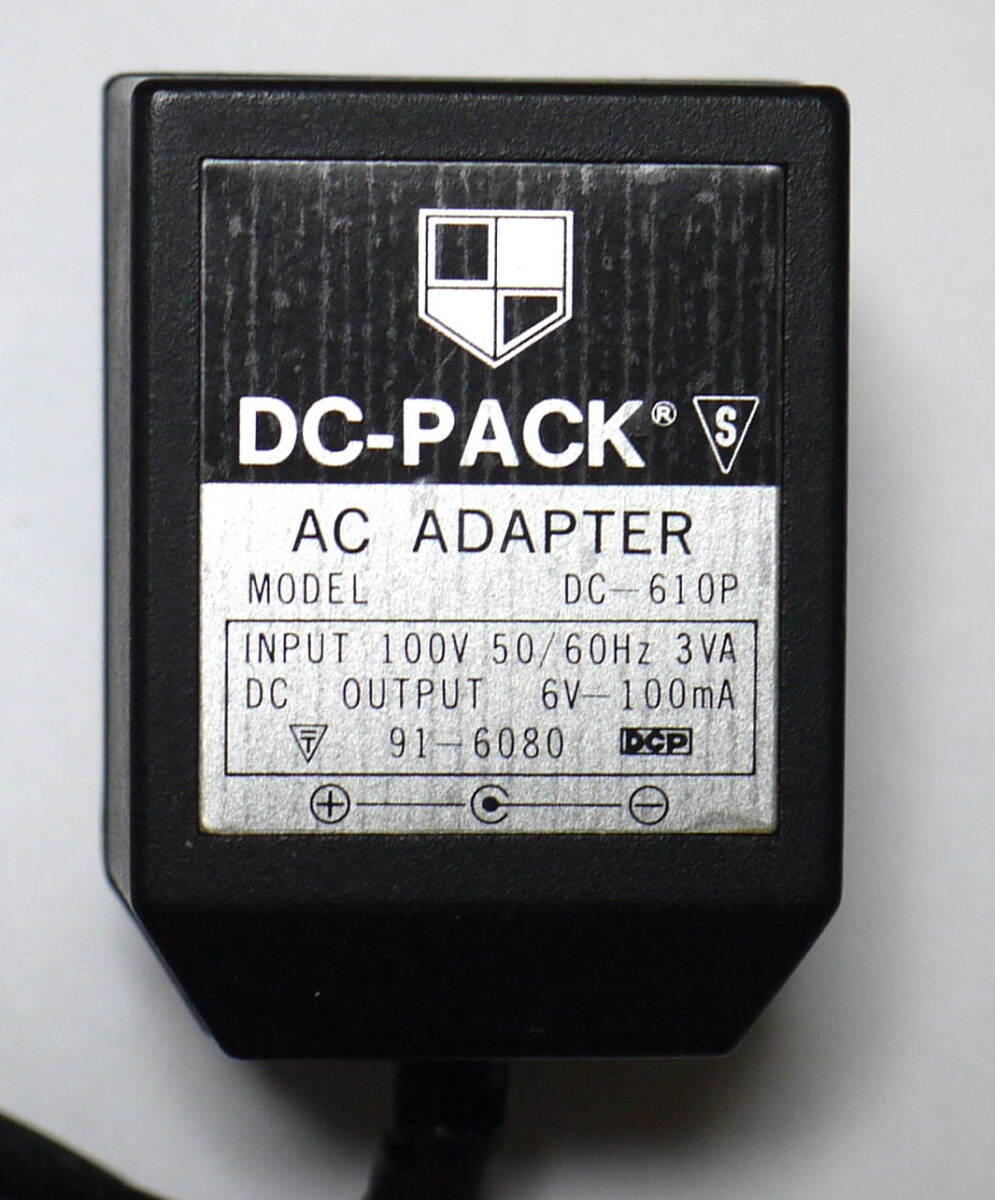 DC-PACK® S
AC ADAPTER
MODEL DC-610P
INPUT 100V 50/60Hz 3VA
DC OUTPUT 6V-100mA
T 91-6080 DCP
+ -